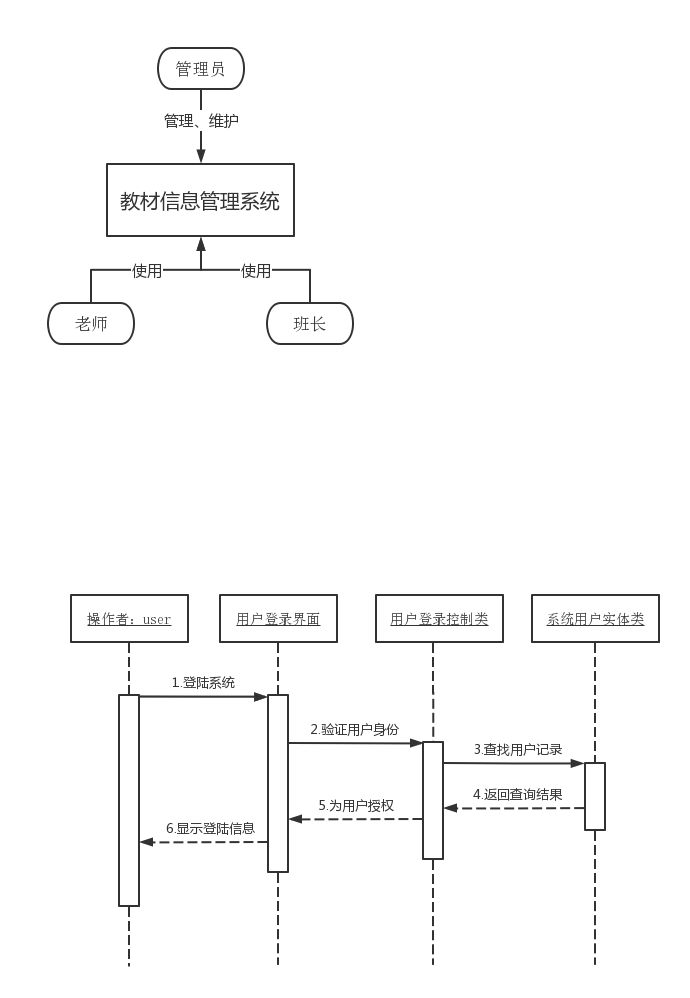 管理员
管理、维护
教材信息管理系统
使用
使用
老师
班长
操作者：user
用户登录界面
用户登录控制类
系统用户实体类
1.登陆系统
2.验证用户身份
3.查找用户记录
4.返回查询结果
5.为用户授权
6.显示登陆信息